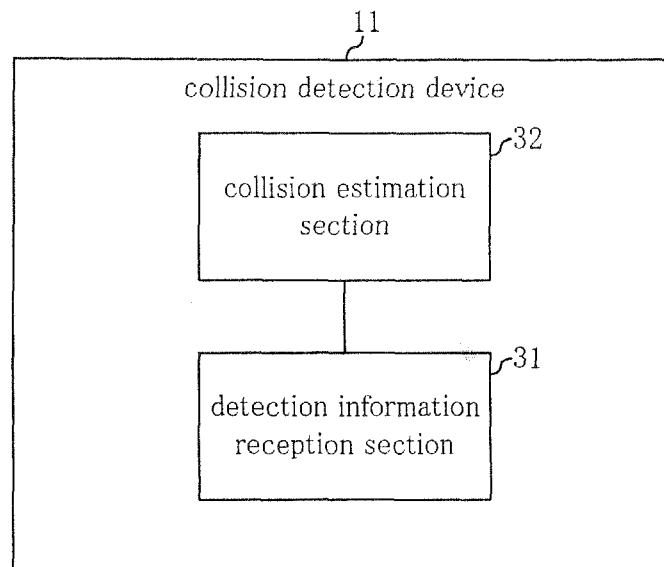 11
collision detection device
32
collision estimation
section
31
detection information
reception section